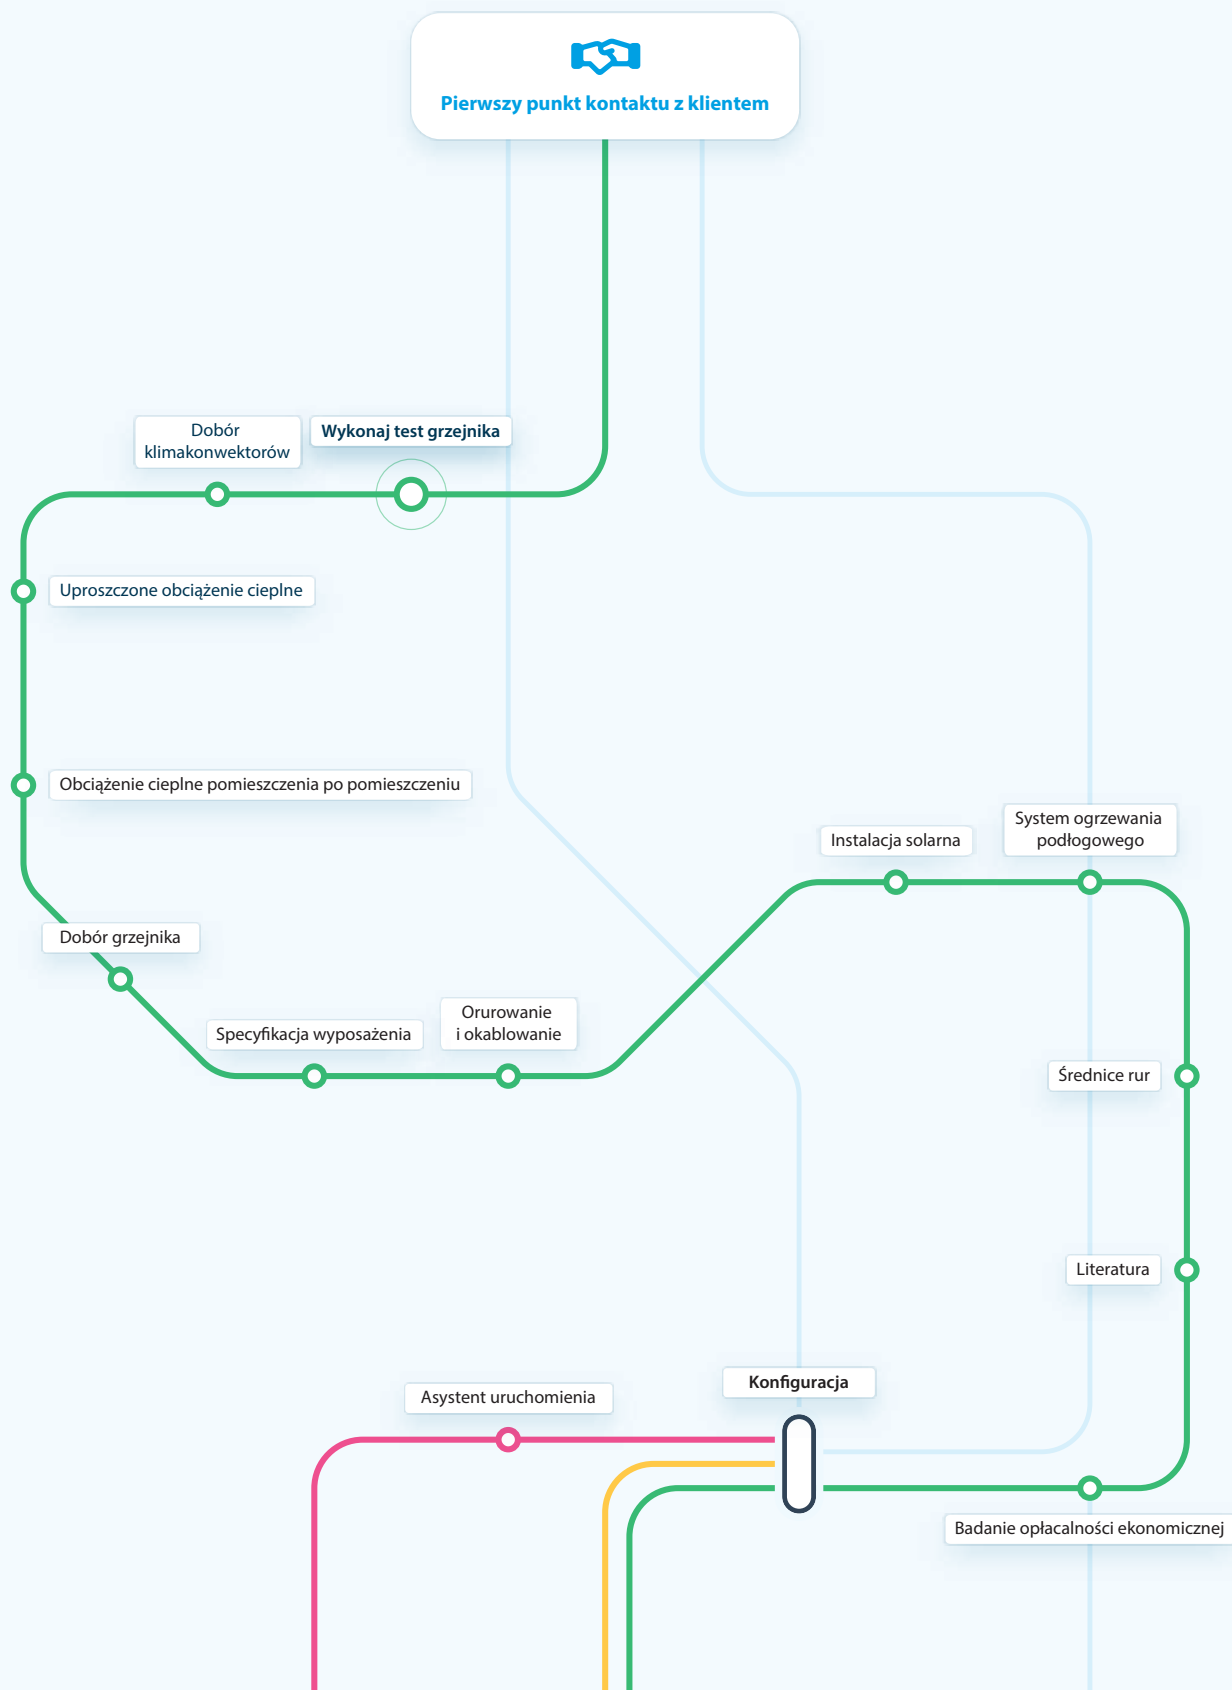 Pierwszy punkt kontaktu z klientem
Dobór
klimakonwektorów
Wykonaj test grzejnika
Uproszczone obciążenie cieplne
Obciążenie cieplne pomieszczenia po pomieszczeniu
Instalacja solarna
System ogrzewania
podłogowego
Dobór grzejnika
Specyfikacja wyposażenia
Orurowanie
i okablowanie
Średnice rur
Literatura
Konfiguracja
Asystent uruchomienia
Badanie opłacalności ekonomicznej